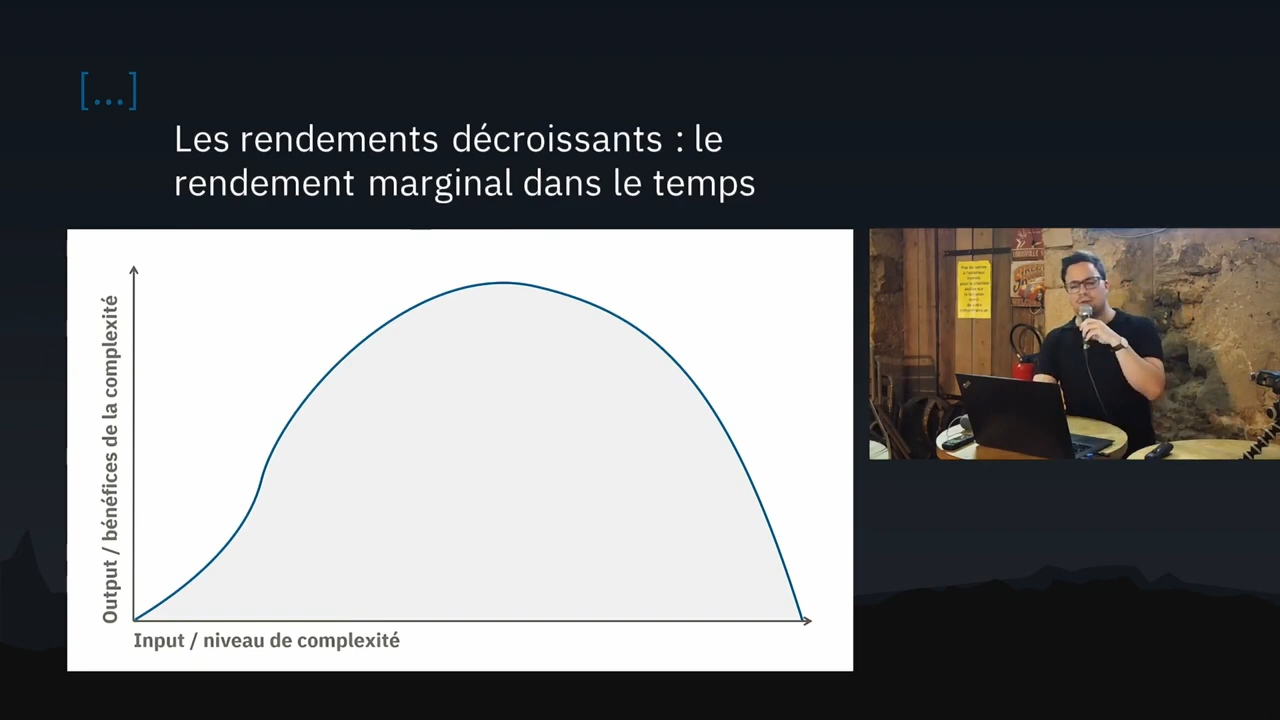 [...]
Les rendements décroissants : le
rendement marginal dans le temps
Output / bénéfices de la complexité
Input / niveau de complexité